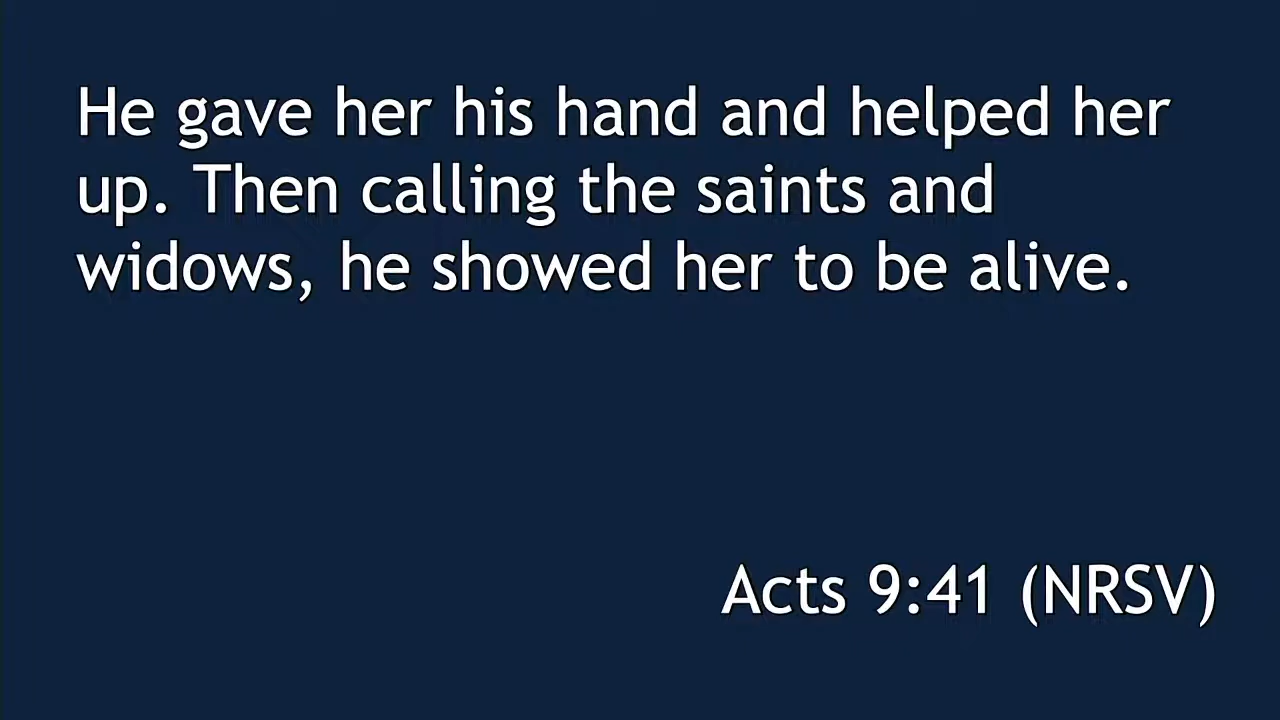 He gave her his hand and helped her
up. Then calling the saints and
widows, he showed her to be alive.
Acts 9:41 (NRSV)